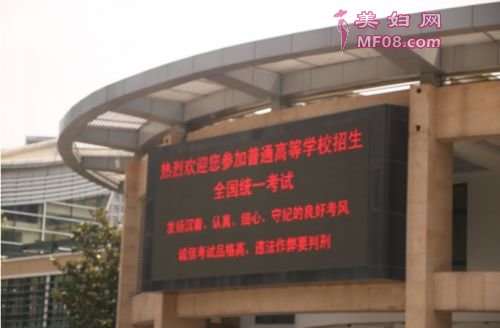 美妇网
MF08.com
热烈欢迎您参加普通高等学校招生
全国统一考试
发扬沉着、认真、细心、守纪的良好考风
诚信考试品格高、违法作弊要判刑